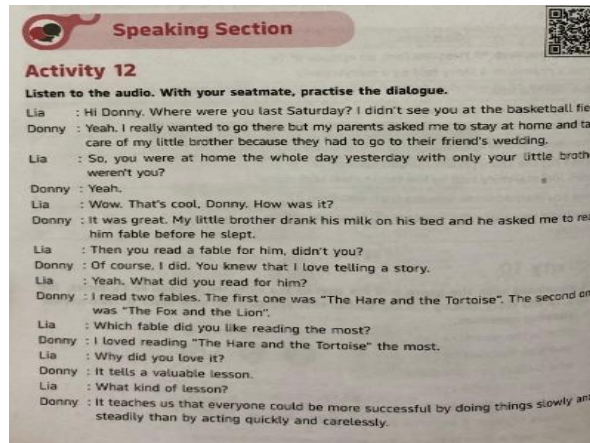 Speaking Section
Activity 12
Listen to the audio. With your seatmate, practise the dialogue.
Lia : Hi Donny. Where were you last Saturday? I didn't see you at the basketball fie
Donny : Yeah. I really wanted to go there but my parents asked me to stay at home and ta
care of my little brother because they had to go to their friend's wedding.
Lia : So, you were at home the whole day yesterday with only your little broth
weren't you?
Donny : Yeah.
Lia : Wow. That's cool, Donny. How was it?
Donny : It was great. My little brother drank his milk on his bed and he asked me to rea
him fable before he slept.
Lia : Then you read a fable for him, didn't you?
Donny : Of course, I did. You knew that I love telling a story.
Lia : Yeah. What did you read for him?
Donny : I read two fables. The first one was "The Hare and the Tortoise". The second on
was "The Fox and the Lion".
Lia : Which fable did you like reading the most?
Donny : I loved reading "The Hare and the Tortoise" the most.
Lia : Why did you love it?
Donny : It tells a valuable lesson.
Lia : What kind of lesson?
Donny : It teaches us that everyone could be more successful by doing things slowly and
steadily than by acting quickly and carelessly.